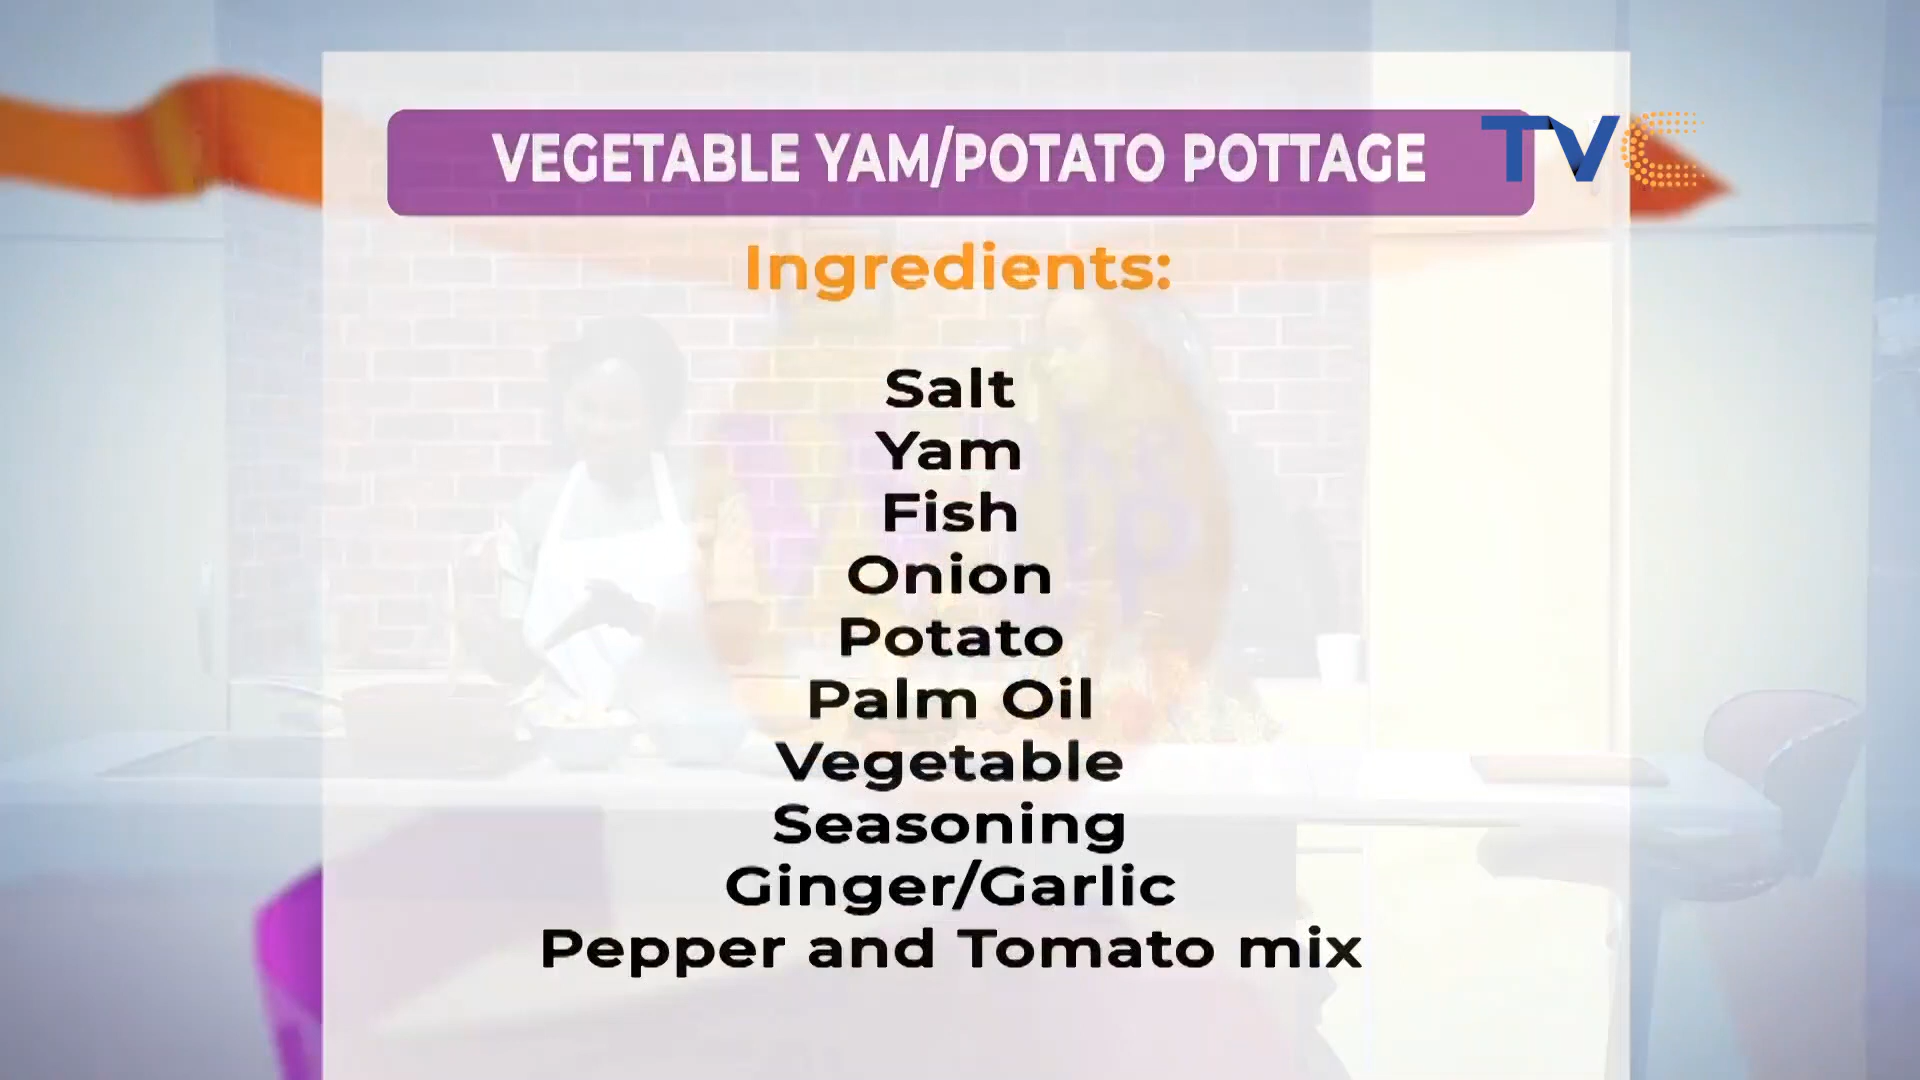 VEGETABLE YAM/POTATO POTTAGE
TVC
Ingredients:
Salt
Yam
Fish
Onion
Potato
Palm Oil
Vegetable
Seasoning
Ginger/Garlic
Pepper and Tomato mix